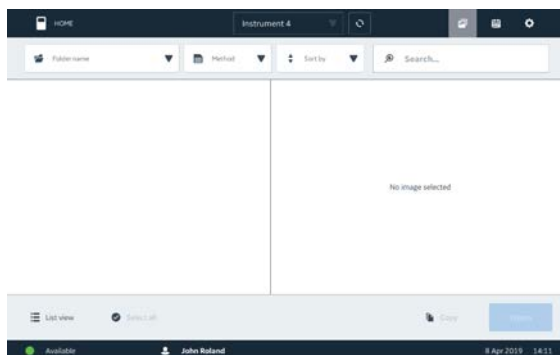 HOME
Instrument 4
Folder name
Method
Sort by
Search...
No image selected
List view
Select all
Copy
Available
John Roland
8 Apr 2019 14:11